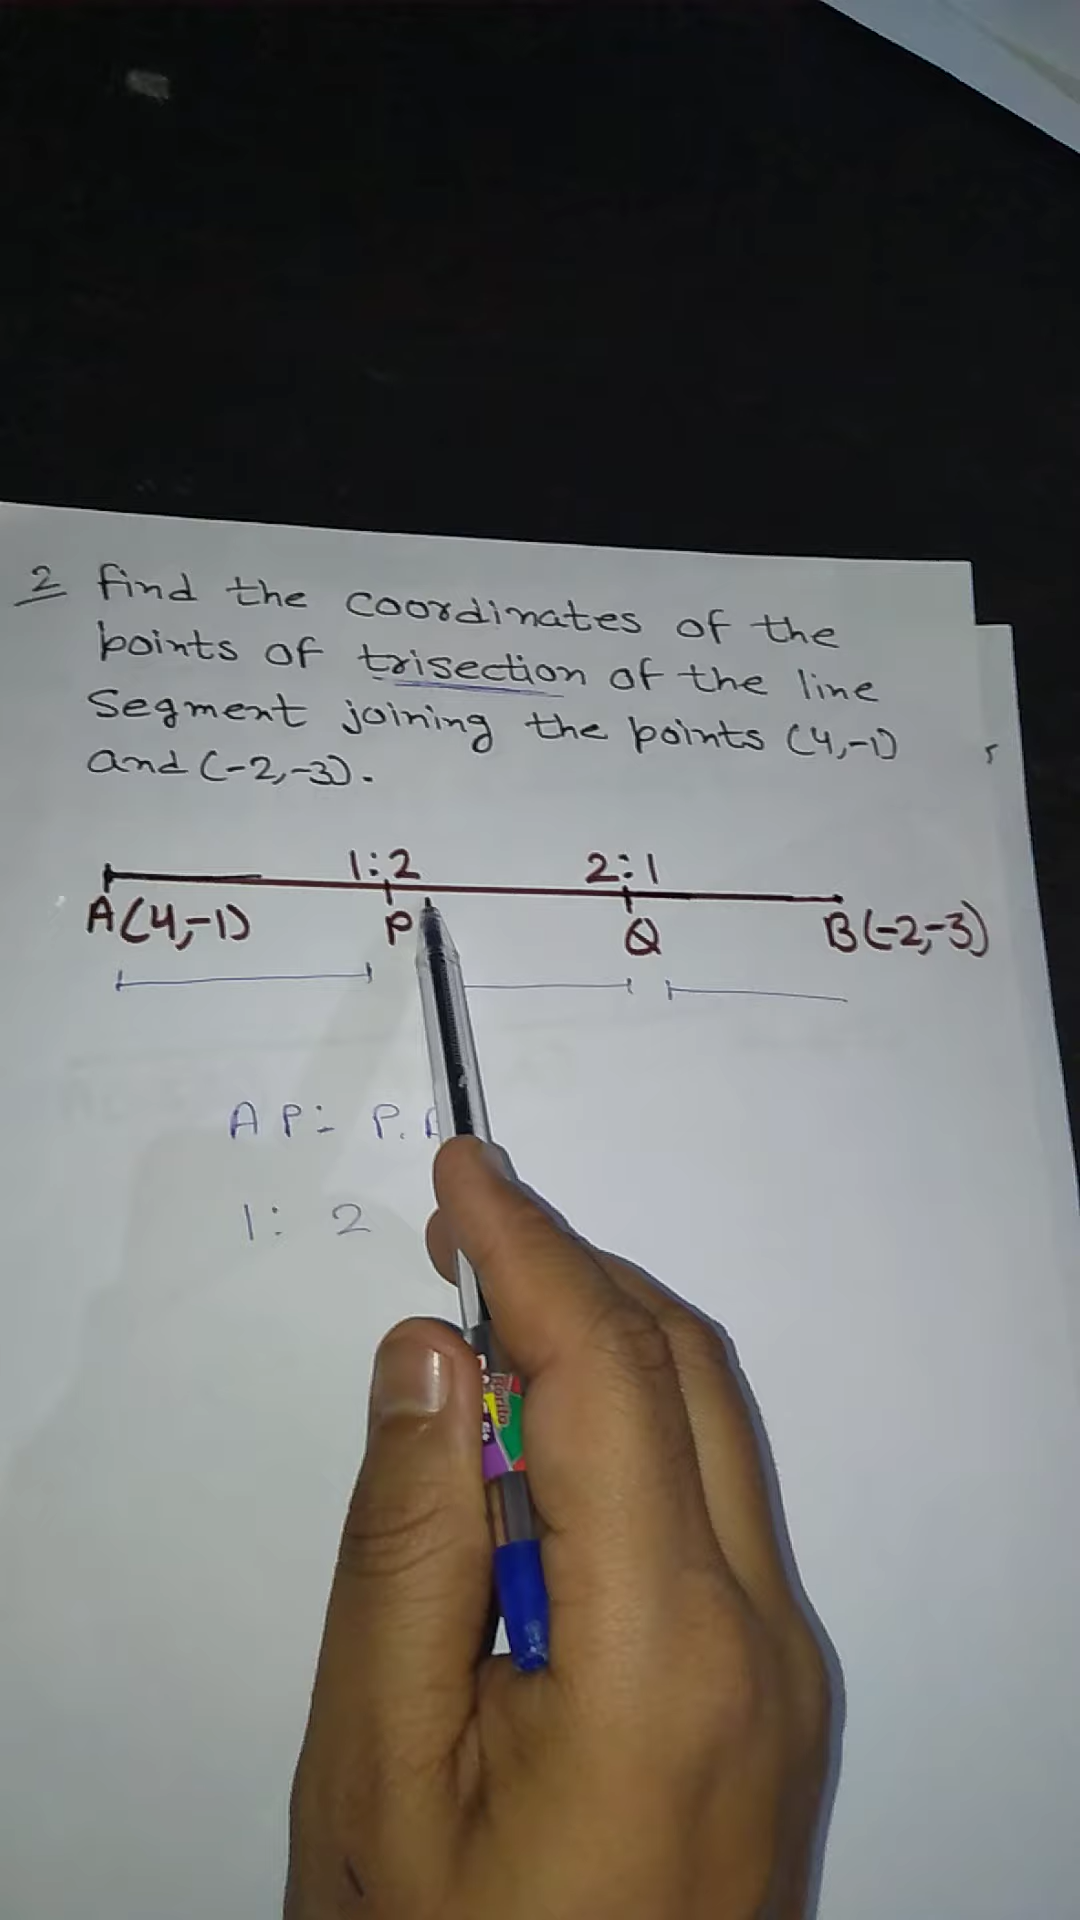 2 Find the coordinates of the
points of trisection of the line
Segment joining the points (4,-1)
and (-2,-3).
1:2 2:1
A(4,-1) P Q B(-2,-3)
AP:- P.
1: 2